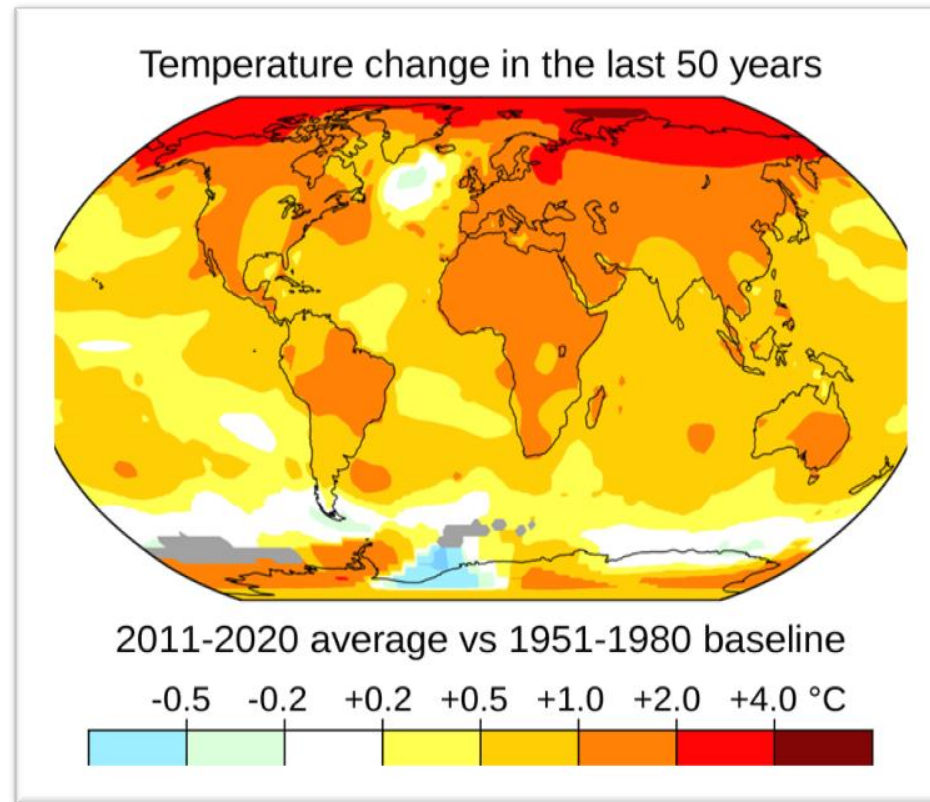 Temperature change in the last 50 years
2011-2020 average vs 1951-1980 baseline
-0.5 -0.2 +0.2 +0.5 +1.0 +2.0 +4.0 °C